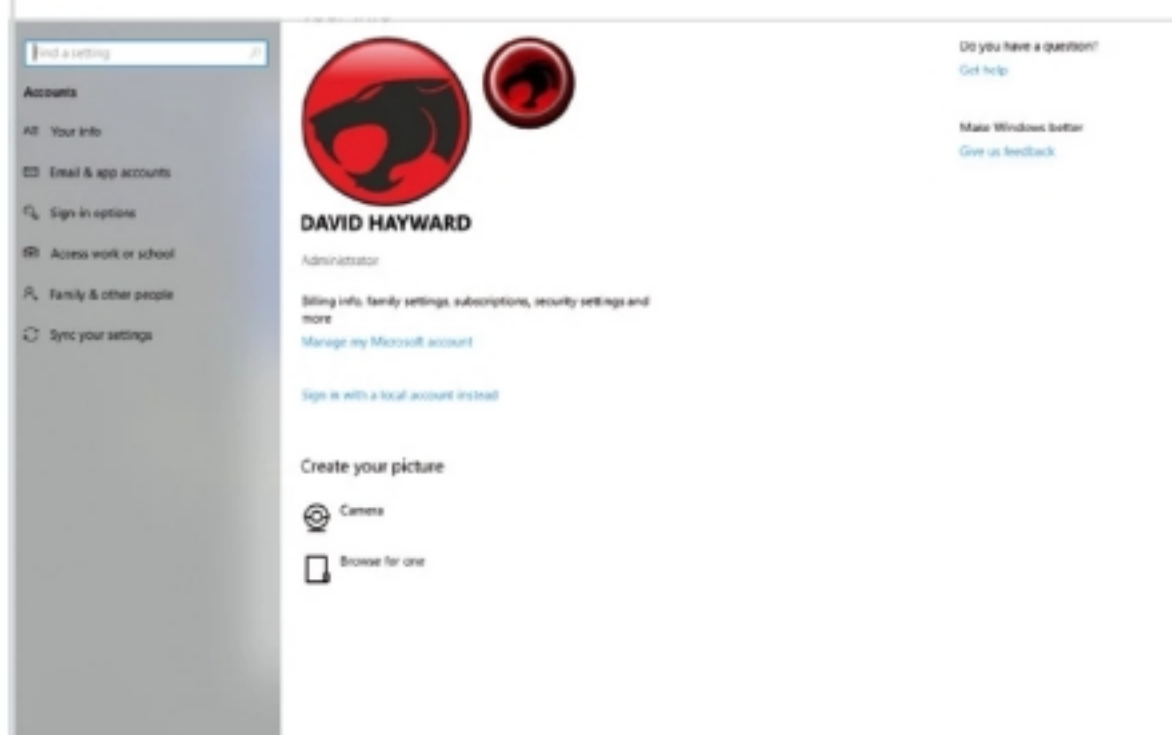 Find a setting
Accounts
Your info
Email & app accounts
Sign-in options
Access work or school
Family & other people
Sync your settings
DAVID HAYWARD
Administrator
Billing info, family settings, subscriptions, security settings and
more
Manage my Microsoft account
Sign in with a local account instead
Create your picture
Camera
Browse for one
Do you have a question?
Get help
Make Windows better
Give us feedback